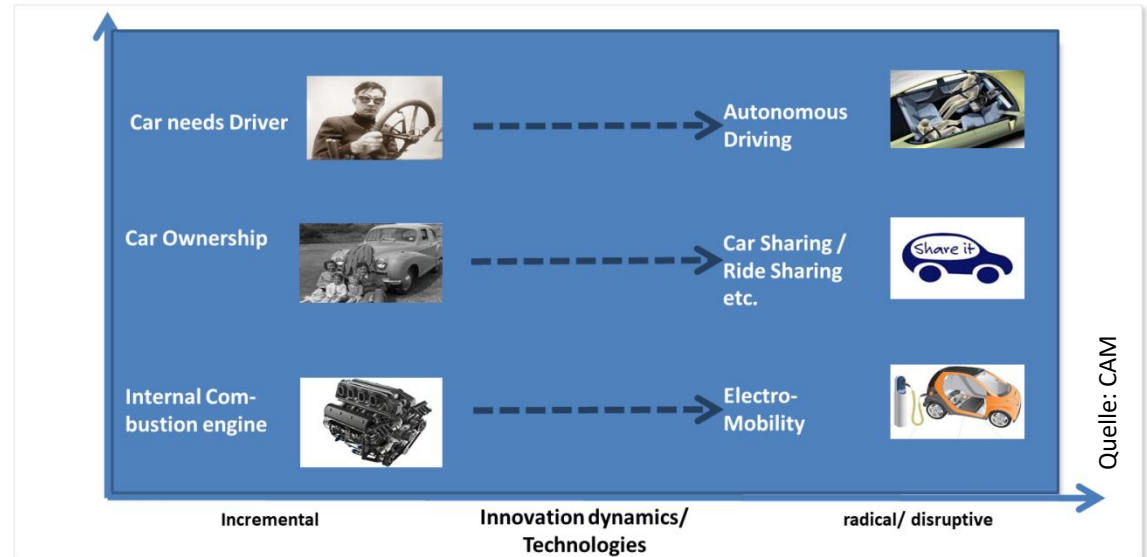 Car needs Driver
Autonomous
Driving
Car Ownership
Car Sharing /
Ride Sharing
etc.
Share it
Internal Com-
bustion engine
Electro-
Mobility
Quelle: CAM
Incremental
Innovation dynamics/
Technologies
radical/ disruptive